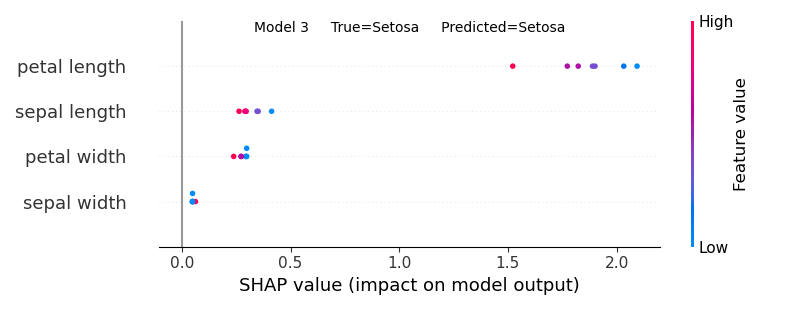 Model 3 True=Setosa Predicted=Setosa
High
petal length
sepal length
petal width
sepal width
Feature value
Low
0.0 0.5 1.0 1.5 2.0
SHAP value (impact on model output)